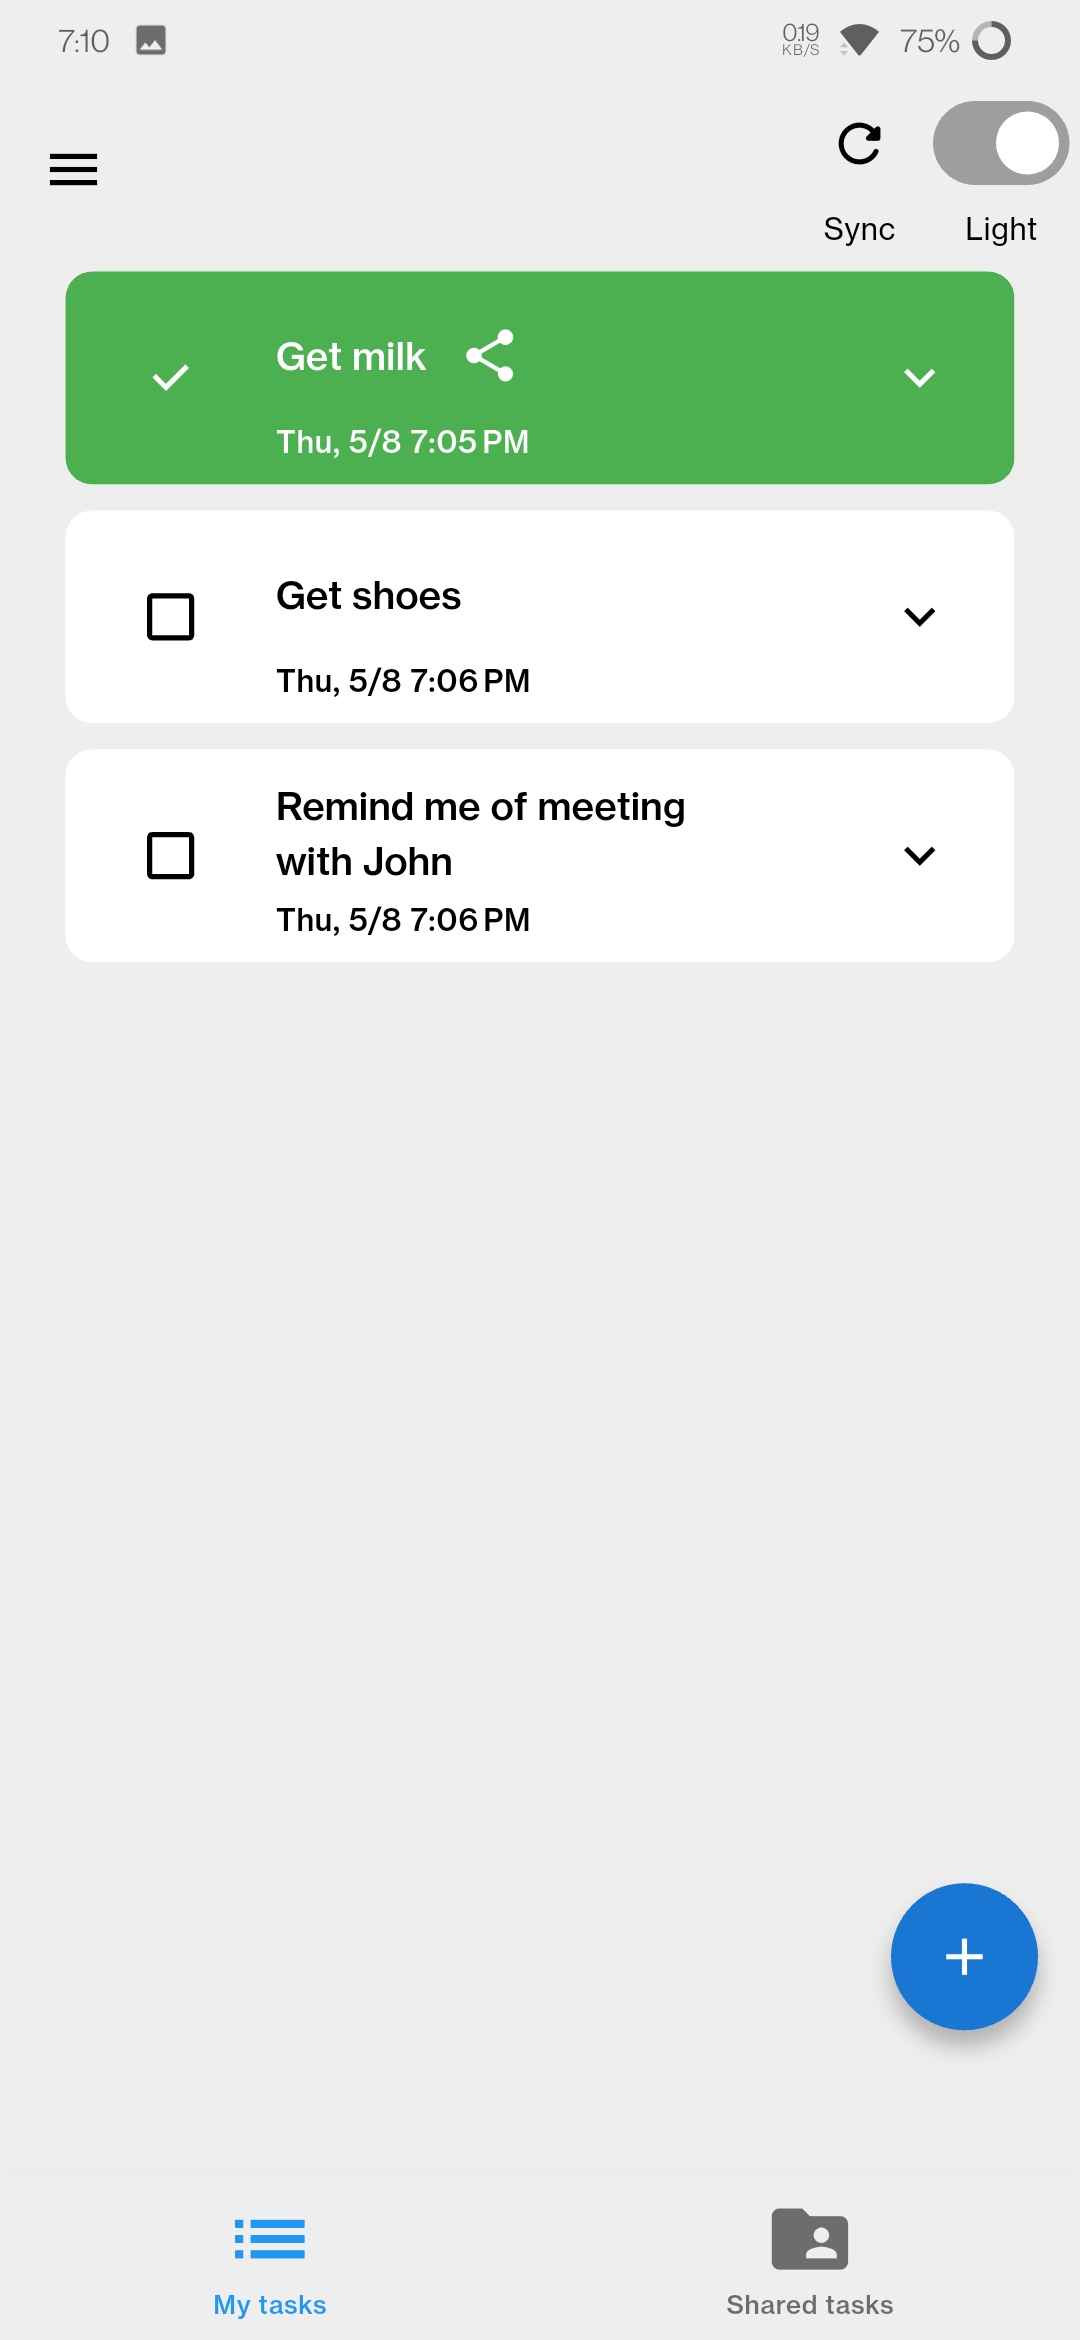 7:10
0.19
KB/S
75%
Sync
Light
Get milk
Thu, 5/8 7:05 PM
Get shoes
Thu, 5/8 7:06 PM
Remind me of meeting
with John
Thu, 5/8 7:06 PM
My tasks
Shared tasks